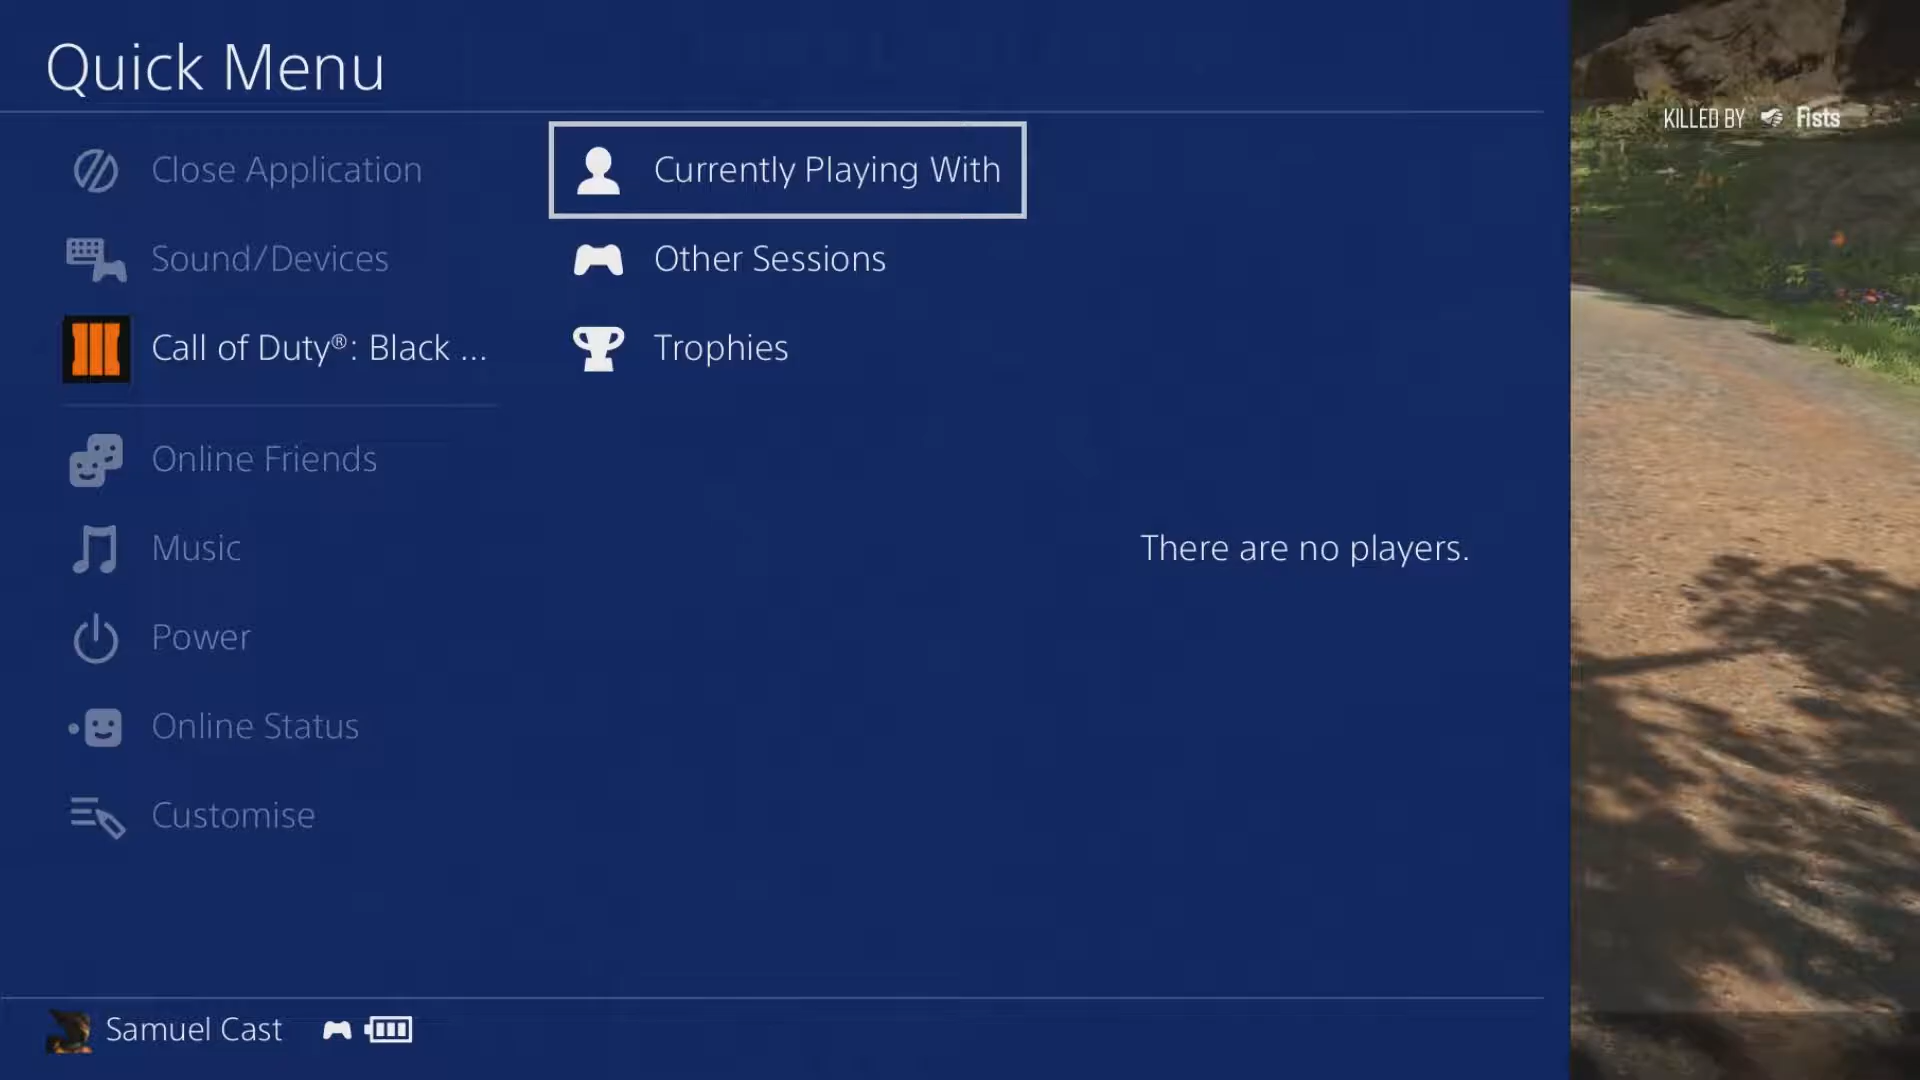 Quick Menu
KILLED BY Fists
Close Application
Currently Playing With
Sound/Devices
Other Sessions
Call of Duty®: Black ...
Trophies
Online Friends
Music
There are no players.
Power
Online Status
Customise
Samuel Cast